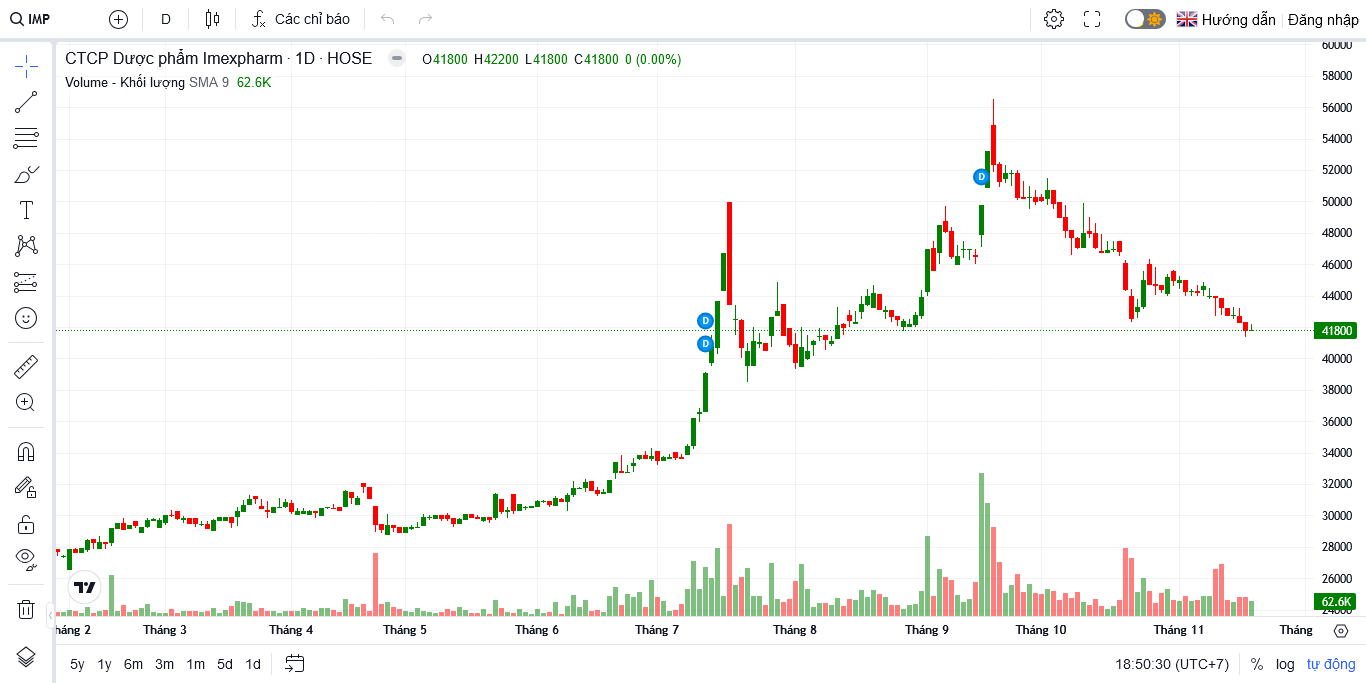 IMP D Các chỉ báo Hướng dẫn Đăng nhập
CTCP Dược phẩm Imexpharm · 1D · HOSE O41800 H42200 L41800 C41800 0 (0.00%)
Volume - Khối lượng SMA 9 62.6K
60000
58000
56000
54000
52000
D
50000
48000
46000
44000
D
41800
D
40000
38000
36000
34000
32000
30000
28000
26000
62.6K
24000
háng 2 Tháng 3 Tháng 4 Tháng 5 Tháng 6 Tháng 7 Tháng 8 Tháng 9 Tháng 10 Tháng 11 Tháng
5y 1y 6m 3m 1m 5d 1d 18:50:30 (UTC+7) % log tự động